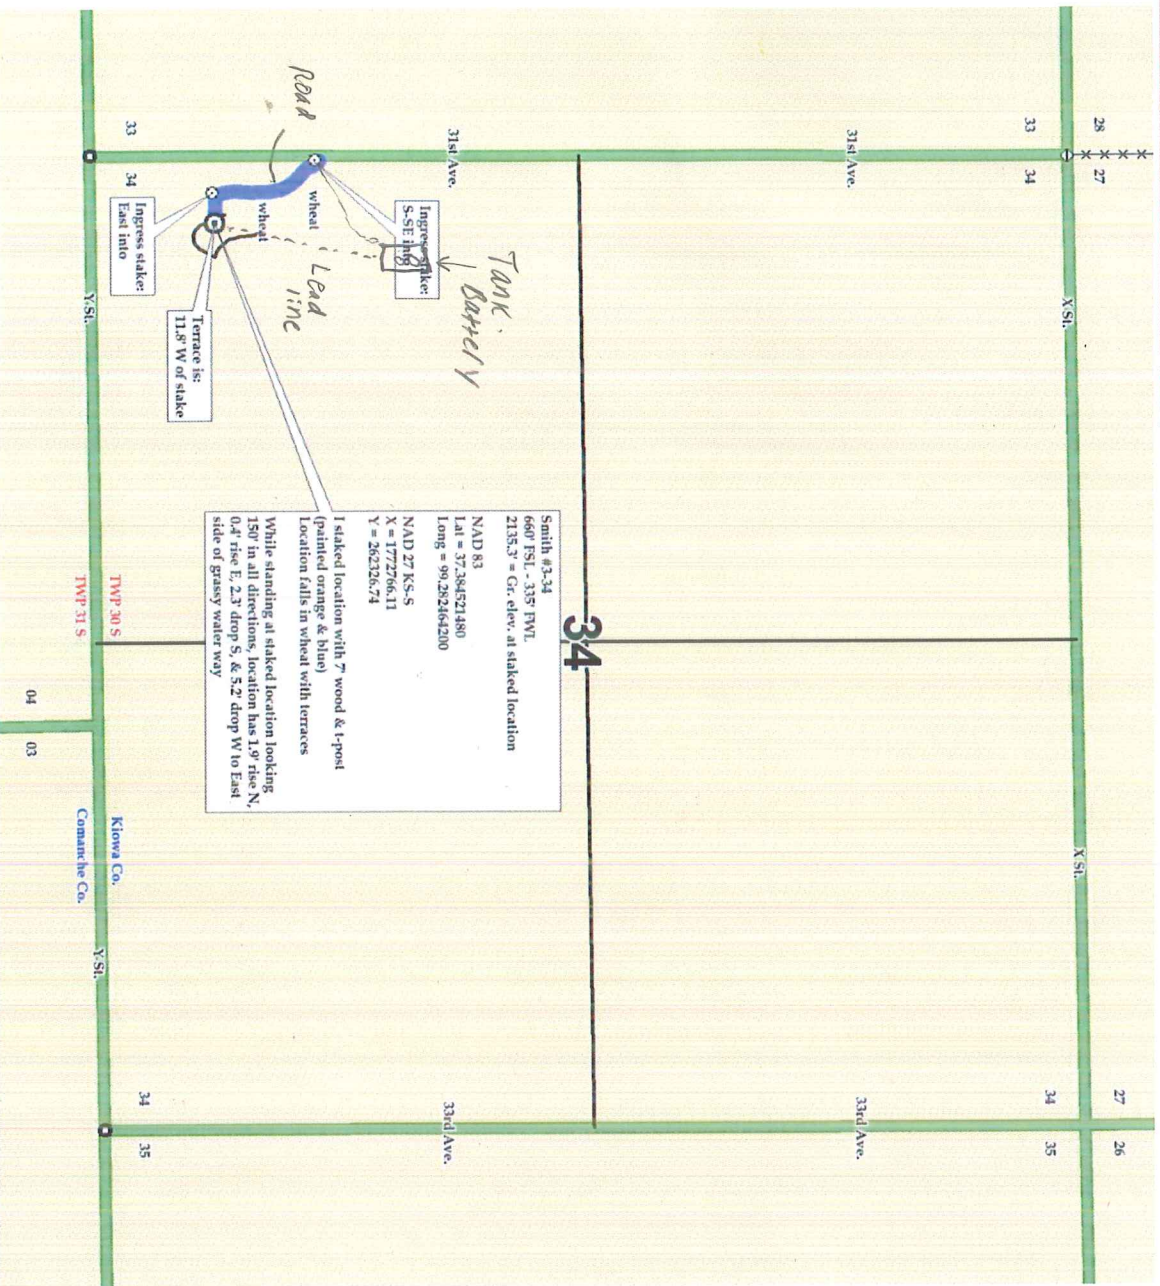 28
27
27
26
X St.
X St.
33
34
34
35
31st Ave.
33rd Ave.
34
31st Ave.
33rd Ave.
Tank
Battery
Ingress stake:
S-SE into
Smith #3-34
660' FSL - 335' FWL
2135.3' = Gr. elev. at staked location
NAD 83
Lat = 37.384521480
Long = 99.282464200
NAD 27 KS-S
X = 1772766.11
Y = 262326.74
I staked location with 7' wood & t-post
(painted orange & blue)
Location falls in wheat with terraces
While standing at staked location looking
150' in all directions, location has 1.9' rise N,
0.4' rise E, 2.3' drop S, & 5.2' drop W to East
side of grassy water way
Road
wheat
wheat
Lead
line
Terrace is:
11.8' W of stake
Ingress stake:
East into
33
34
34
35
TWP 30 S
TWP 31 S
Kiowa Co.
Comanche Co.
Y St.
Y St.
04
03